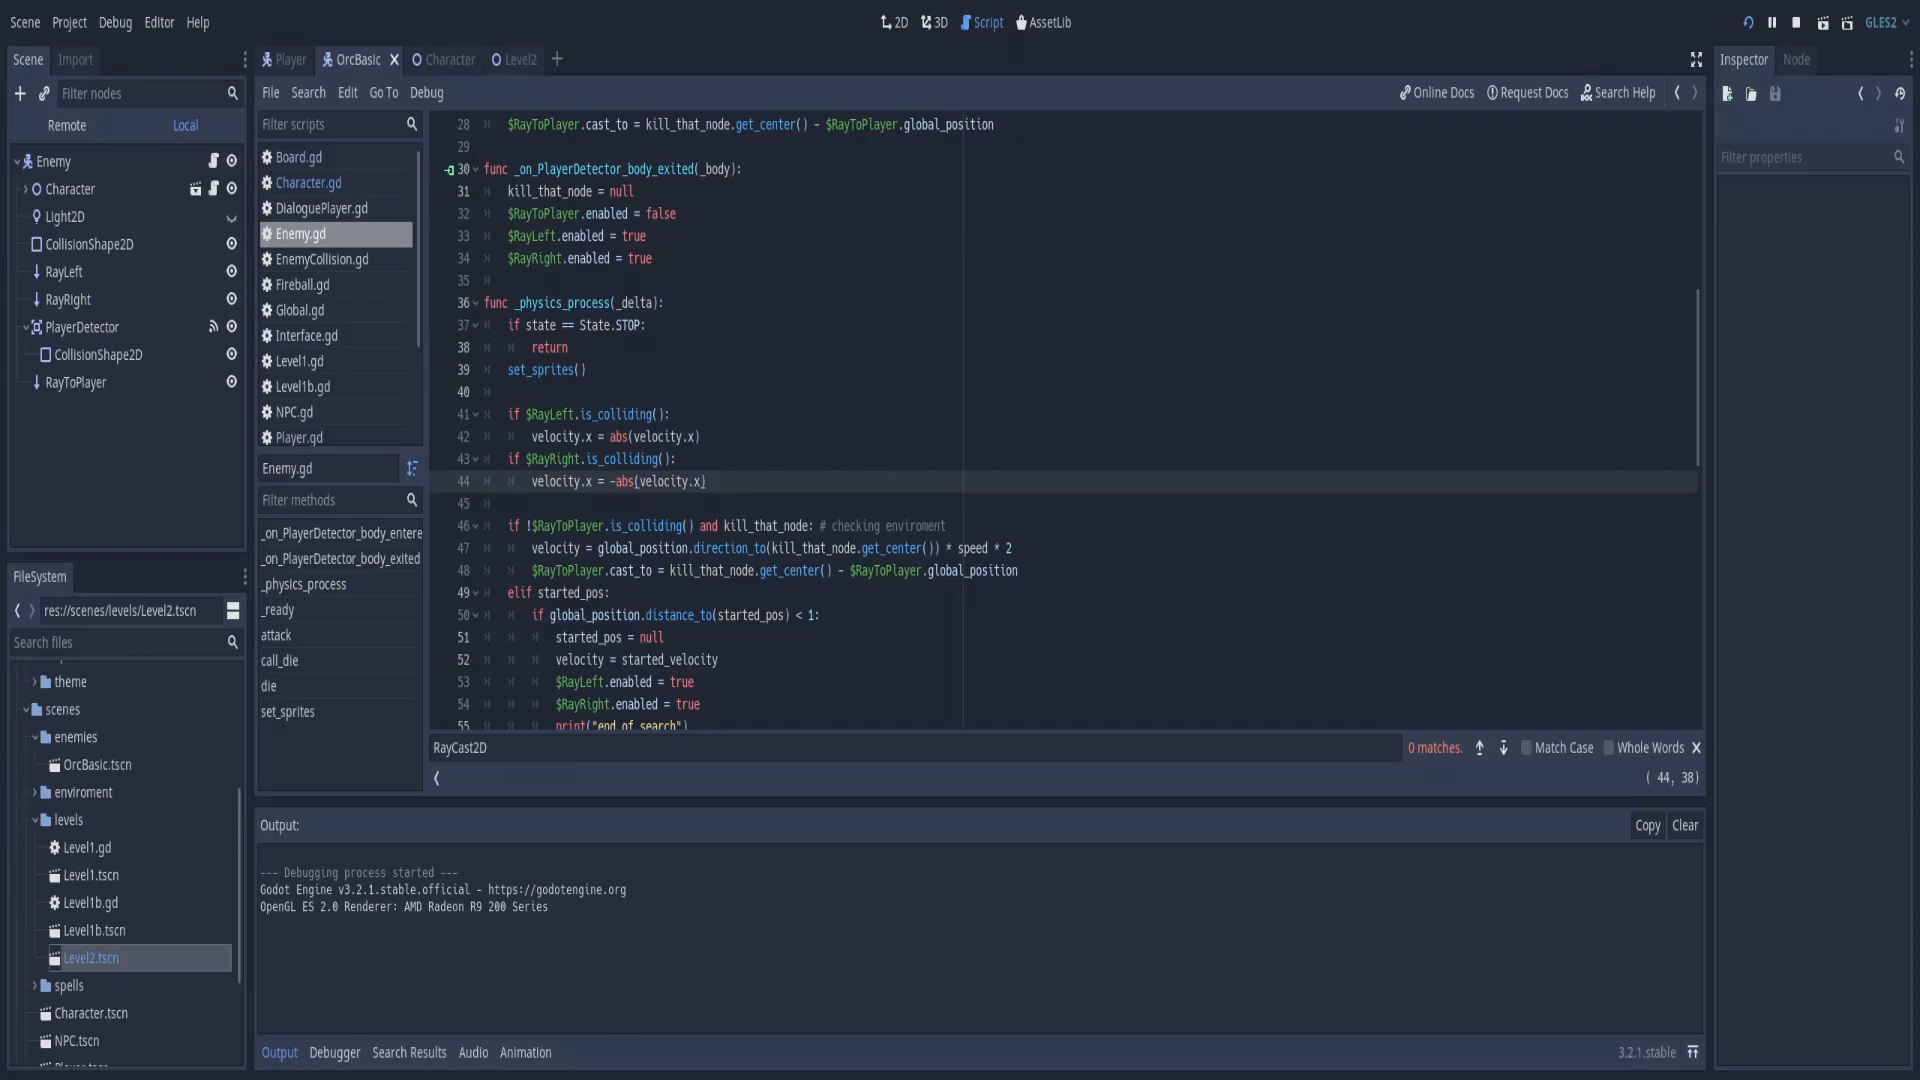 Scene Project Debug Editor Help
2D 3D Script AssetLib
GLES2
Scene Import
Filter nodes
Remote Local
Enemy
Character
Light2D
CollisionShape2D
RayLeft
RayRight
PlayerDetector
CollisionShape2D
RayToPlayer
FileSystem
res://scenes/levels/Level2.tscn
Search files
theme
scenes
enemies
OrcBasic.tscn
enviroment
levels
Level1.gd
Level1.tscn
Level1b.gd
Level1b.tscn
Level2.tscn
spells
Character.tscn
NPC.tscn
Player.tscn
Player OrcBasic Character Level2
File Search Edit Go To Debug
Online Docs Request Docs Search Help
Filter scripts
Board.gd
Character.gd
DialoguePlayer.gd
Enemy.gd
EnemyCollision.gd
Fireball.gd
Global.gd
Interface.gd
Level1.gd
Level1b.gd
NPC.gd
Player.gd
Enemy.gd
Filter methods
_on_PlayerDetector_body_entere
_on_PlayerDetector_body_exited
_physics_process
_ready
attack
call_die
die
set_sprites
28 $RayToPlayer.cast_to = kill_that_node.get_center() - $RayToPlayer.global_position
29
30 func _on_PlayerDetector_body_exited(_body):
31 kill_that_node = null
32 $RayToPlayer.enabled = false
33 $RayLeft.enabled = true
34 $RayRight.enabled = true
35
36 func _physics_process(_delta):
37 if state == State.STOP:
38 return
39 set_sprites()
40
41 if $RayLeft.is_colliding():
42 velocity.x = abs(velocity.x)
43 if $RayRight.is_colliding():
44 velocity.x = -abs(velocity.x)
45
46 if !$RayToPlayer.is_colliding() and kill_that_node: # checking enviroment
47 velocity = global_position.direction_to(kill_that_node.get_center()) * speed * 2
48 $RayToPlayer.cast_to = kill_that_node.get_center() - $RayToPlayer.global_position
49 elif started_pos:
50 if global_position.distance_to(started_pos) < 1:
51 started_pos = null
52 velocity = started_velocity
53 $RayLeft.enabled = true
54 $RayRight.enabled = true
55 print("end of search")
RayCast2D
0 matches. Match Case Whole Words
( 44, 38)
Output:
Copy Clear
--- Debugging process started ---
Godot Engine v3.2.1.stable.official - https://godotengine.org
OpenGL ES 2.0 Renderer: AMD Radeon R9 200 Series
Output Debugger Search Results Audio Animation
3.2.1.stable
Inspector Node
Filter properties